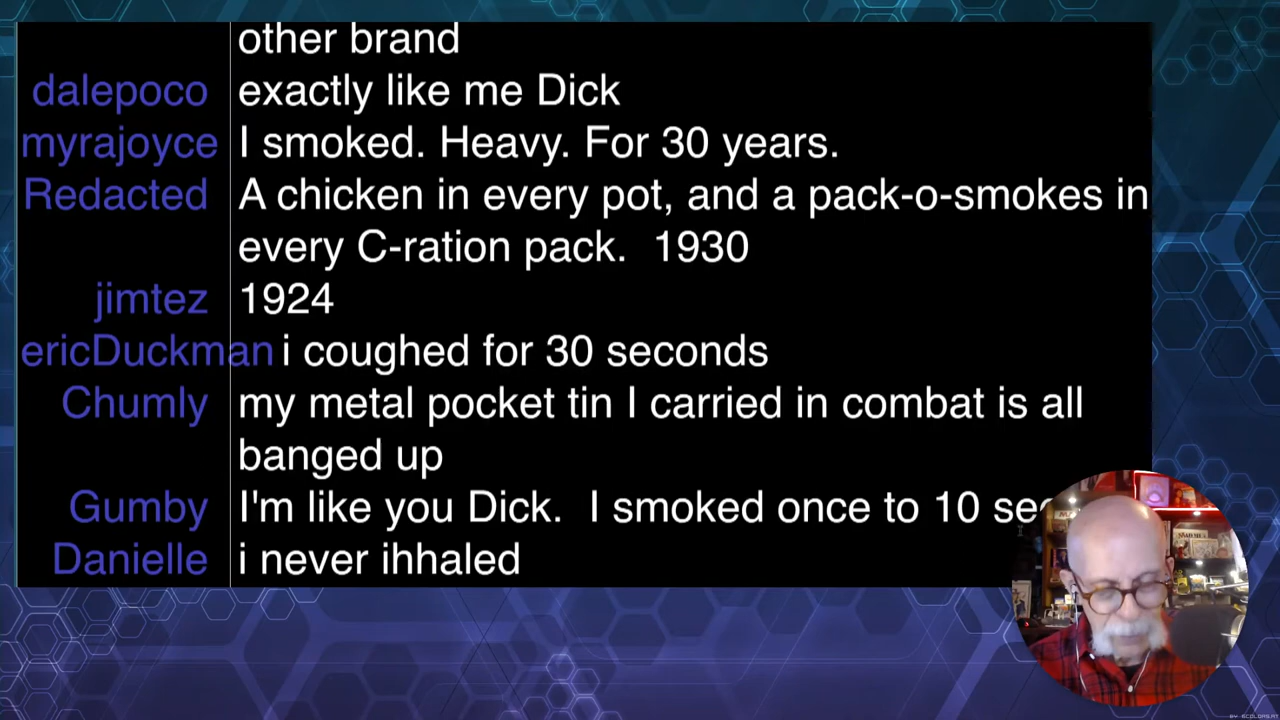 other brand
dalepoco exactly like me Dick
myrajoyce I smoked. Heavy. For 30 years.
Redacted A chicken in every pot, and a pack-o-smokes in
every C-ration pack.  1930
jimtez 1924
ericDuckman i coughed for 30 seconds
Chumly my metal pocket tin I carried in combat is all
banged up
Gumby I'm like you Dick.  I smoked once to 10
Danielle i never ihhaled